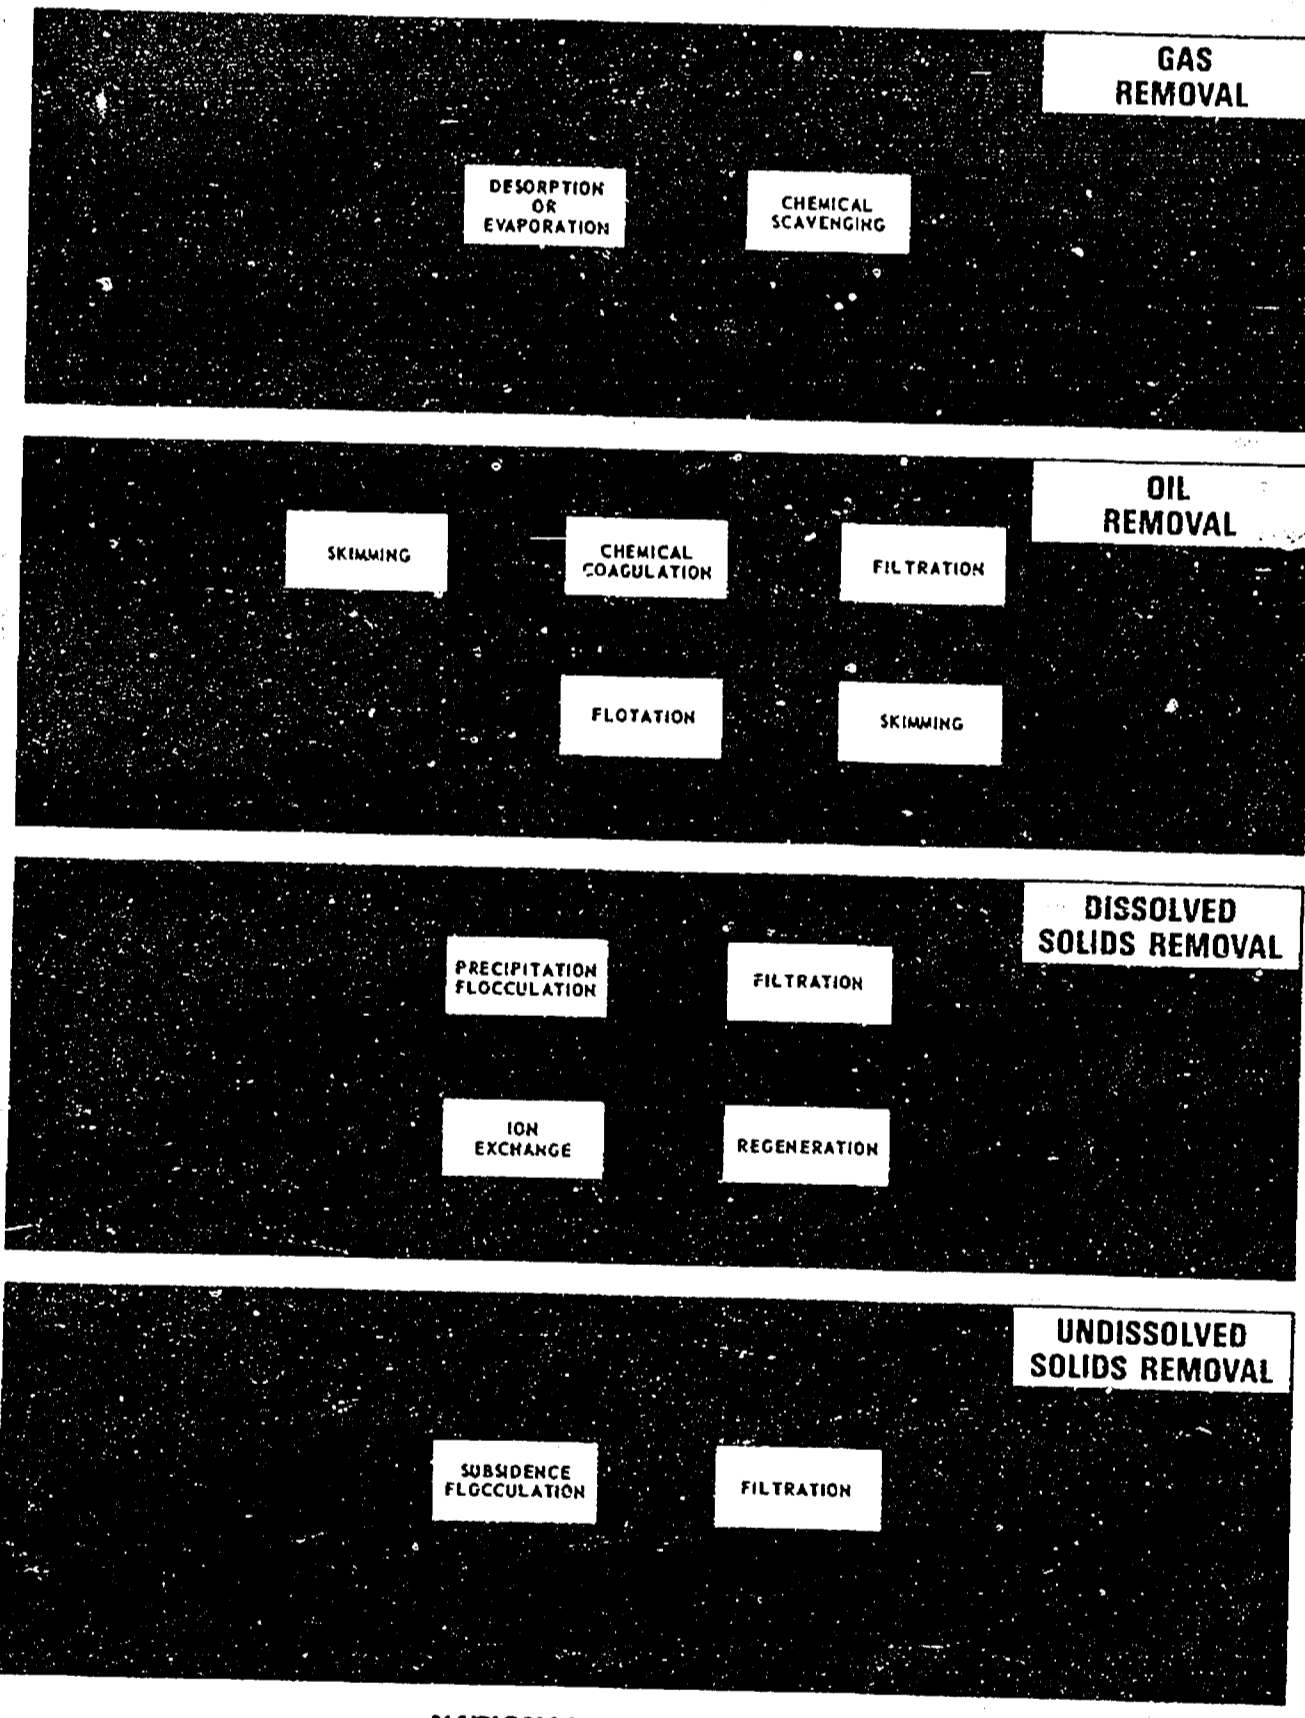 GAS
REMOVAL
DESORPTION
OR
EVAPORATION
CHEMICAL
SCAVENGING
OIL
REMOVAL
SKIMMING
CHEMICAL
COAGULATION
FILTRATION
FLOTATION
SKIMMING
DISSOLVED
SOLIDS REMOVAL
PRECIPITATION
FLOCCULATION
FILTRATION
ION
EXCHANGE
REGENERATION
UNDISSOLVED
SOLIDS REMOVAL
SUBSIDENCE
FLOCCULATION
FILTRATION